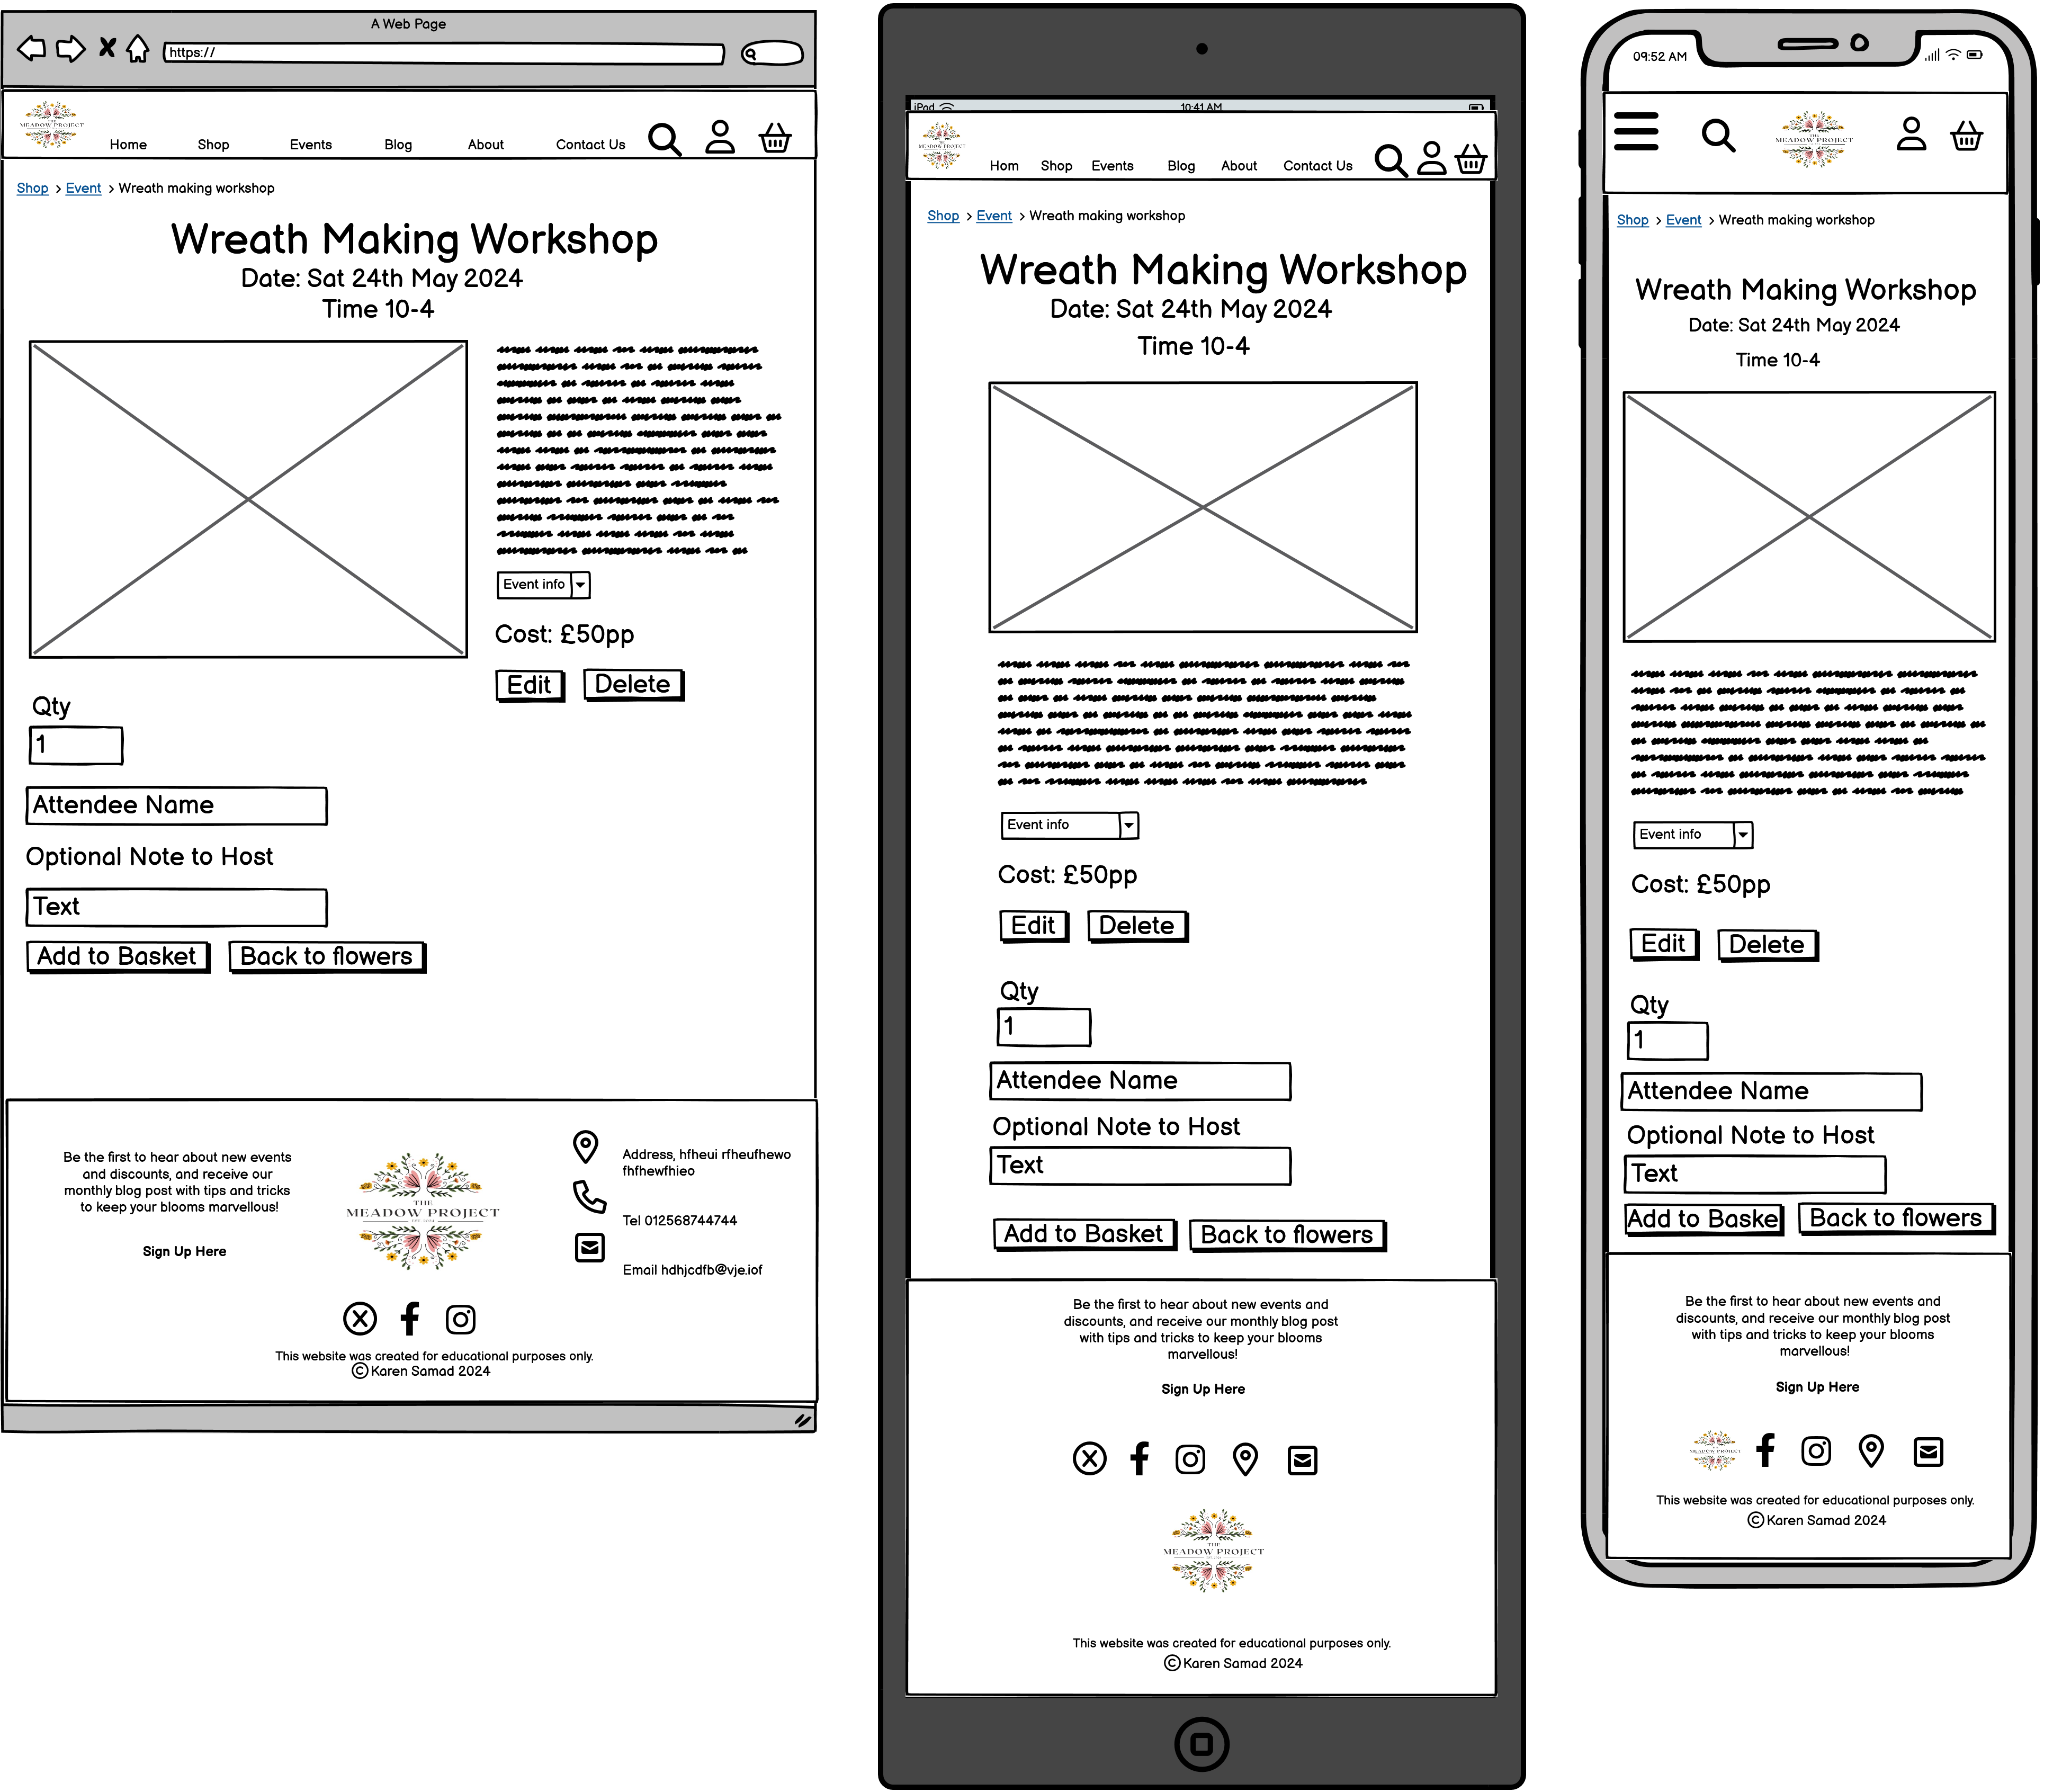 A Web Page
https://
THE
MEADOW PROJECT
Home
Shop
Events
Blog
About
Contact Us
Shop > Event > Wreath making workshop
Wreath Making Workshop
Date: Sat 24th May 2024
Time 10-4
Event info
Cost: £50pp
Edit
Delete
Qty
1
Attendee Name
Optional Note to Host
Text
Add to Basket
Back to flowers
Be the first to hear about new events
and discounts, and receive our
monthly blog post with tips and tricks
to keep your blooms marvellous!
Sign Up Here
THE
MEADOW PROJECT
EST. 2024
Address, hfheui rfheufhewo
fhfhewfhieo
Tel 012568744744
Email hdhjcdfb@vje.iof
This website was created for educational purposes only.
© Karen Samad 2024
iPad
10:41 AM
MEADOW PROJECT
Hom
Shop
Events
Blog
About
Contact Us
Shop > Event > Wreath making workshop
Wreath Making Workshop
Date: Sat 24th May 2024
Time 10-4
Event info
Cost: £50pp
Edit
Delete
Qty
1
Attendee Name
Optional Note to Host
Text
Add to Basket
Back to flowers
Be the first to hear about new events and
discounts, and receive our monthly blog post
with tips and tricks to keep your blooms
marvellous!
Sign Up Here
THE
MEADOW PROJECT
This website was created for educational purposes only.
© Karen Samad 2024
09:52 AM
THE
MEADOW PROJECT
Shop > Event > Wreath making workshop
Wreath Making Workshop
Date: Sat 24th May 2024
Time 10-4
Event info
Cost: £50pp
Edit
Delete
Qty
1
Attendee Name
Optional Note to Host
Text
Add to Baske
Back to flowers
Be the first to hear about new events and
discounts, and receive our monthly blog post
with tips and tricks to keep your blooms
marvellous!
Sign Up Here
MEADOW PROJECT
This website was created for educational purposes only.
© Karen Samad 2024